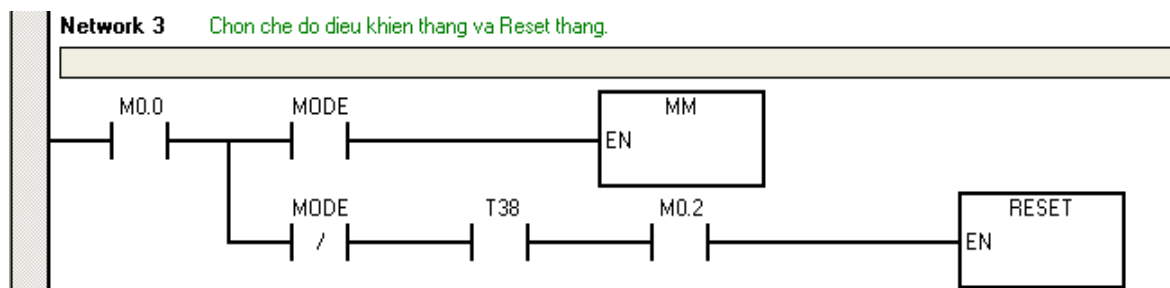 Network 3 Chon che do dieu khien thang va Reset thang.
M0.0 MODE MM
EN
MODE T38 M0.2 RESET
/ EN